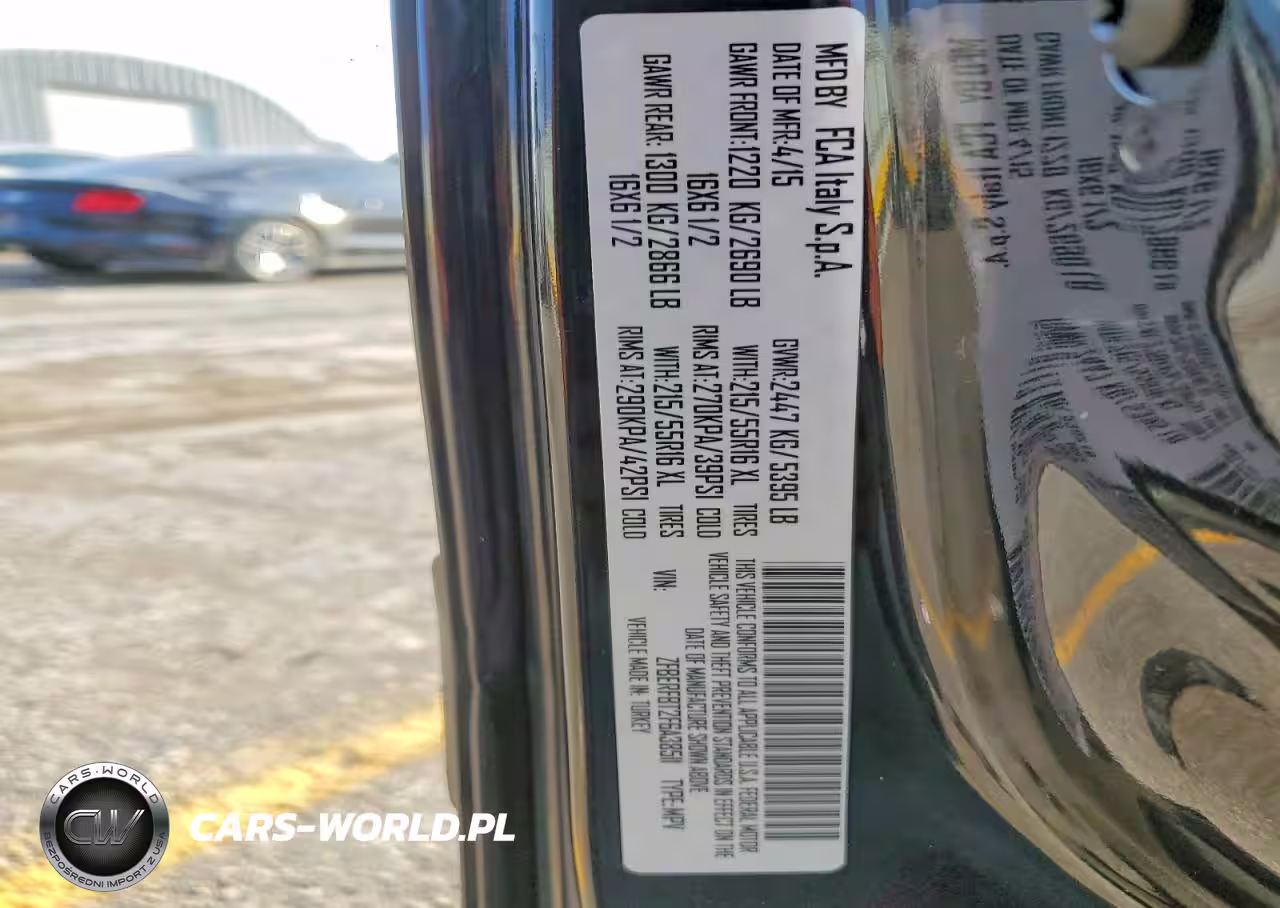 MFD BY FCA Italy S.p.A.
DATE OF MFR:4/15
GVWR:2447 KG/5395 LB
GAWR FRONT:1220 KG/2690 LB WITH:215/55R16 XL TIRES
16X6 1/2 RIMS AT:270KPA/39PSI COLD
GAWR REAR: 1300 KG/2866 LB WITH:215/55R16 XL TIRES
16X6 1/2 RIMS AT:290KPA/42PSI COLD
THIS VEHICLE CONFORMS TO ALL APPLICABLE U.S.A. FEDERAL MOTOR
VEHICLE SAFETY AND THEFT PREVENTION STANDARDS IN EFFECT ON THE
DATE OF MANUFACTURE SHOWN ABOVE
VIN: TYPE:MPV
VEHICLE MADE IN: TURKEY
CARS-WORLD
CW
BEZPOŚREDNI IMPORT Z USA
CARS-WORLD.PL